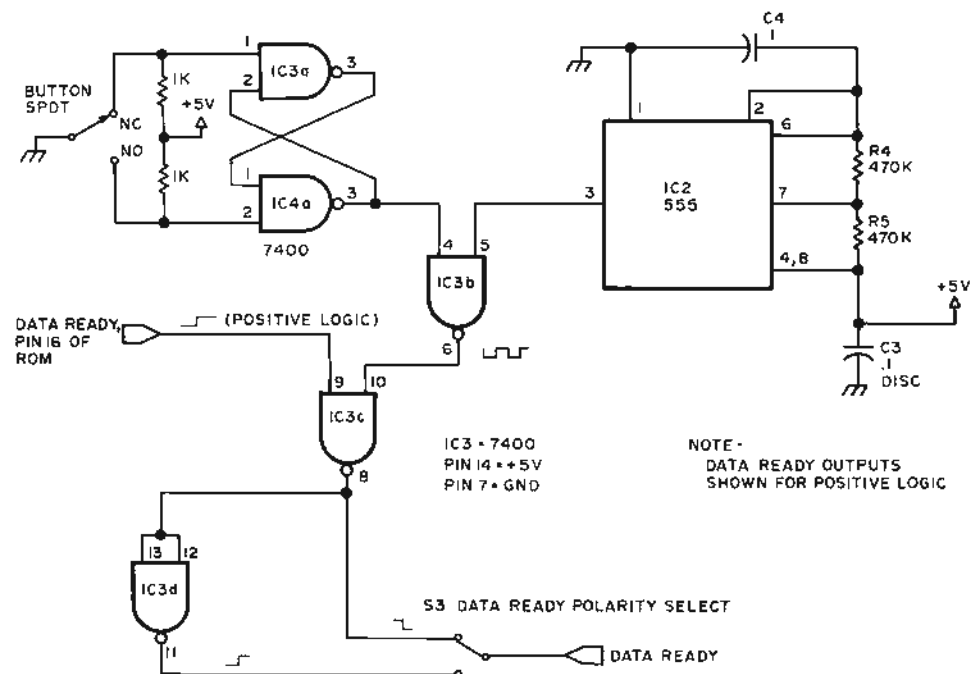 BUTTON
SPDT
NC
NO
1K
+5V
1K
1
2
IC3a
3
1
2
IC4a
3
7400
C4
.1
1
2
6
7
4,8
3
IC2
555
R4
470K
R5
470K
+5V
C3
.1
DISC
4
5
IC3b
6
DATA READY,
PIN 16 OF
ROM
(POSITIVE LOGIC)
9
10
IC3c
8
IC3 = 7400
PIN 14 = +5V
PIN 7 = GND
NOTE-
DATA READY OUTPUTS
SHOWN FOR POSITIVE LOGIC
13
12
IC3d
11
S3 DATA READY POLARITY SELECT
DATA READY